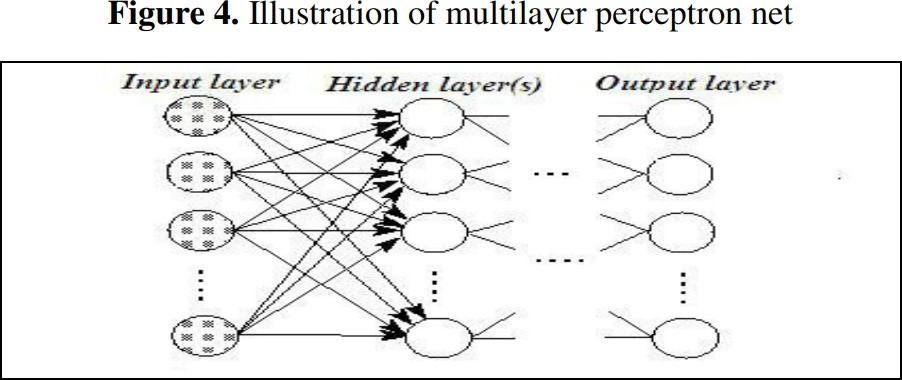 Figure 4. Illustration of multilayer perceptron net
Input layer Hidden layer(s) Output layer